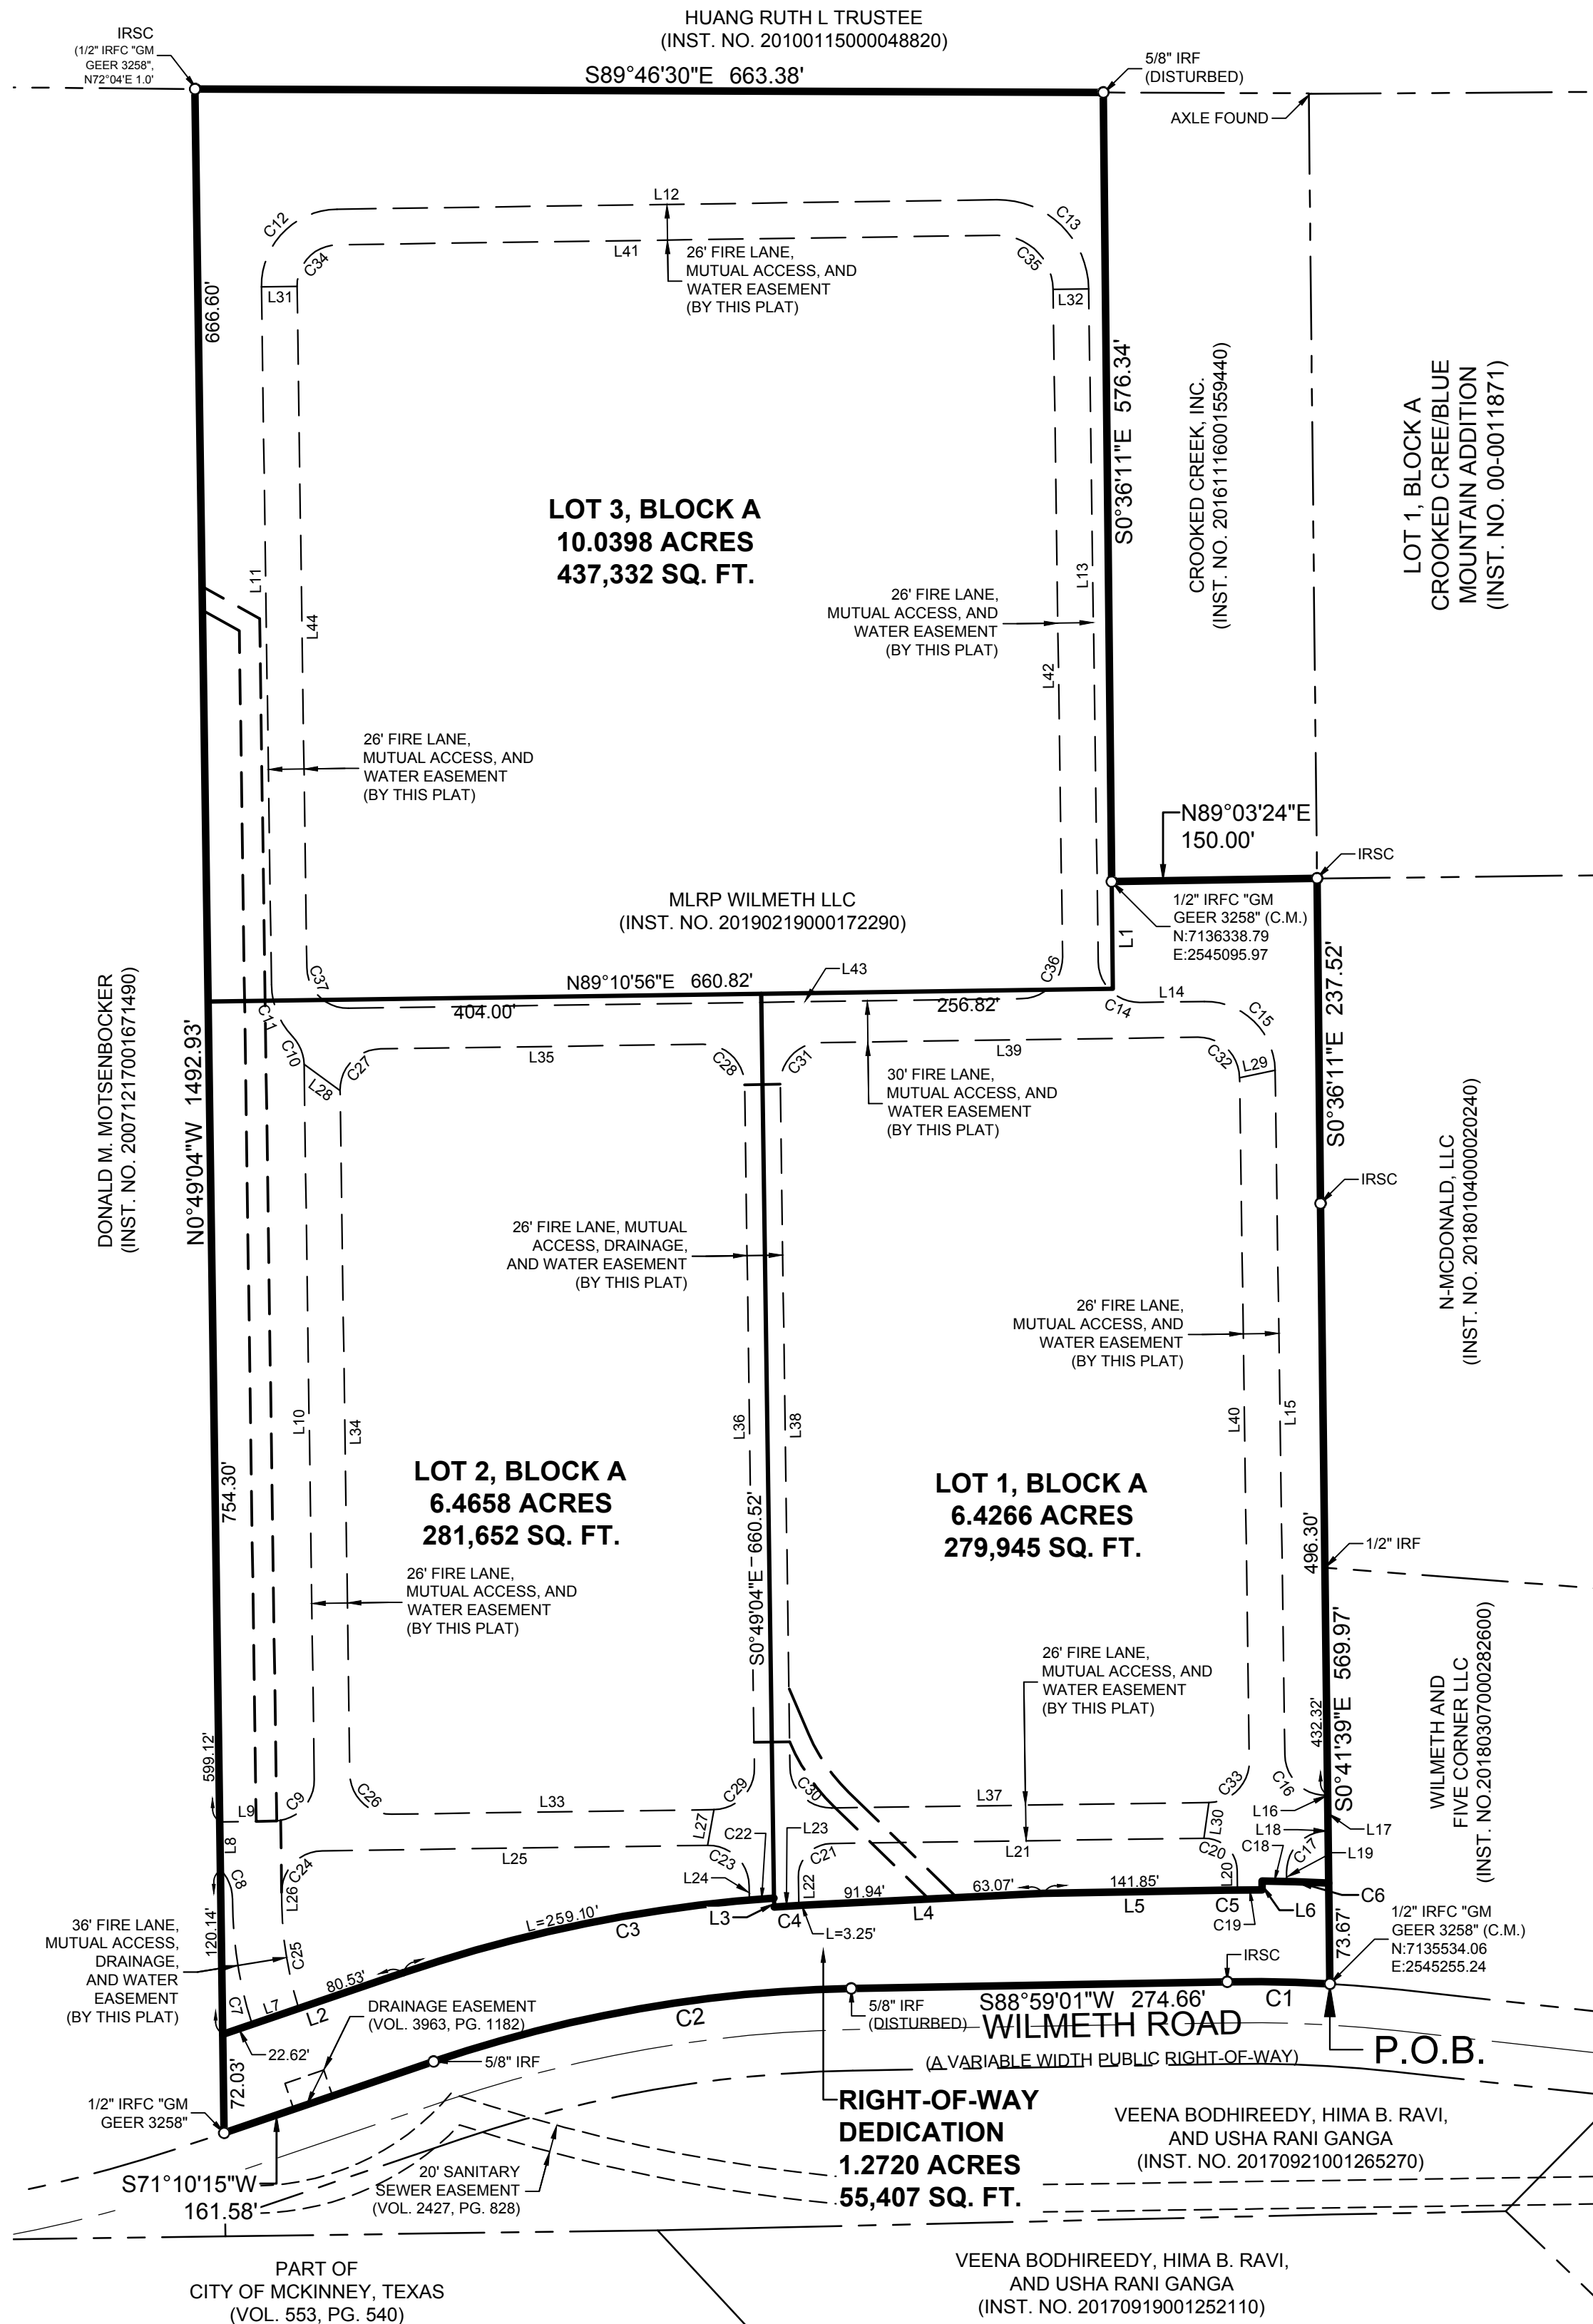 HUANG RUTH L TRUSTEE
(INST. NO. 20100115000048820)
IRSC
(1/2" IRFC "GM
GEER 3258",
N72°04'E 1.0'
S89°46'30"E 663.38'
5/8" IRF
(DISTURBED)
AXLE FOUND
L12
C12
C13
C34
L41
C35
26' FIRE LANE,
MUTUAL ACCESS, AND
WATER EASEMENT
(BY THIS PLAT)
L31
L32
666.60'
S0°36'11"E 576.34'
CROOKED CREEK, INC.
(INST. NO. 20161116001559440)
LOT 1, BLOCK A
CROOKED CREE/BLUE
MOUNTAIN ADDITION
(INST. NO. 00-0011871)
LOT 3, BLOCK A
10.0398 ACRES
437,332 SQ. FT.
L11
L44
L13
L42
26' FIRE LANE,
MUTUAL ACCESS, AND
WATER EASEMENT
(BY THIS PLAT)
26' FIRE LANE,
MUTUAL ACCESS, AND
WATER EASEMENT
(BY THIS PLAT)
N89°03'24"E
150.00'
IRSC
1/2" IRFC "GM
GEER 3258" (C.M.)
N:7136338.79
E:2545095.97
MLRP WILMETH LLC
(INST. NO. 20190219000172290)
L1
C37
C36
L43
N89°10'56"E 660.82'
404.00'
256.82'
C14
L14
C15
C11
C10
L28
C27
L35
C28
C31
L39
C32
L29
30' FIRE LANE,
MUTUAL ACCESS, AND
WATER EASEMENT
(BY THIS PLAT)
DONALD M. MOTSENBOCKER
(INST. NO. 20071217001671490)
N0°49'04"W 1492.93'
S0°36'11"E 237.52'
IRSC
N-MCDONALD, LLC
(INST. NO. 20180104000020240)
26' FIRE LANE, MUTUAL
ACCESS, DRAINAGE,
AND WATER EASEMENT
(BY THIS PLAT)
26' FIRE LANE,
MUTUAL ACCESS, AND
WATER EASEMENT
(BY THIS PLAT)
L10
L34
L36
L38
L40
L15
754.30'
LOT 2, BLOCK A
6.4658 ACRES
281,652 SQ. FT.
LOT 1, BLOCK A
6.4266 ACRES
279,945 SQ. FT.
496.30'
1/2" IRF
26' FIRE LANE,
MUTUAL ACCESS, AND
WATER EASEMENT
(BY THIS PLAT)
S0°49'04"E 660.52'
26' FIRE LANE,
MUTUAL ACCESS, AND
WATER EASEMENT
(BY THIS PLAT)
S0°41'39"E 569.97'
432.32'
WILMETH AND
FIVE CORNER LLC
(INST. NO.20180307000282600)
599.12'
L9
C9
C26
L33
C29
C30
L37
C33
C16
L16
L17
L18
L19
C17
C18
L8
C8
C24
L25
L27
C22
L23
C23
L24
C21
L21
L30
C20
L20
L22
L26
C25
120.14'
36' FIRE LANE,
MUTUAL ACCESS,
DRAINAGE,
AND WATER
EASEMENT
(BY THIS PLAT)
L=259.10'
C3
L3
C4
91.94'
L=3.25'
63.07'
L4
141.85'
L5
C5
C19
L6
C6
73.67'
1/2" IRFC "GM
GEER 3258" (C.M.)
N:7135534.06
E:2545255.24
80.53'
C7
L7
L2
22.62'
DRAINAGE EASEMENT
(VOL. 3963, PG. 1182)
5/8" IRF
C2
5/8" IRF
(DISTURBED)
IRSC
S88°59'01"W 274.66'
C1
WILMETH ROAD
(A VARIABLE WIDTH PUBLIC RIGHT-OF-WAY)
P.O.B.
72.03'
1/2" IRFC "GM
GEER 3258"
S71°10'15"W
161.58'
20' SANITARY
SEWER EASEMENT
(VOL. 2427, PG. 828)
RIGHT-OF-WAY
DEDICATION
1.2720 ACRES
55,407 SQ. FT.
VEENA BODHIREEDY, HIMA B. RAVI,
AND USHA RANI GANGA
(INST. NO. 20170921001265270)
PART OF
CITY OF MCKINNEY, TEXAS
(VOL. 553, PG. 540)
VEENA BODHIREEDY, HIMA B. RAVI,
AND USHA RANI GANGA
(INST. NO. 20170919001252110)